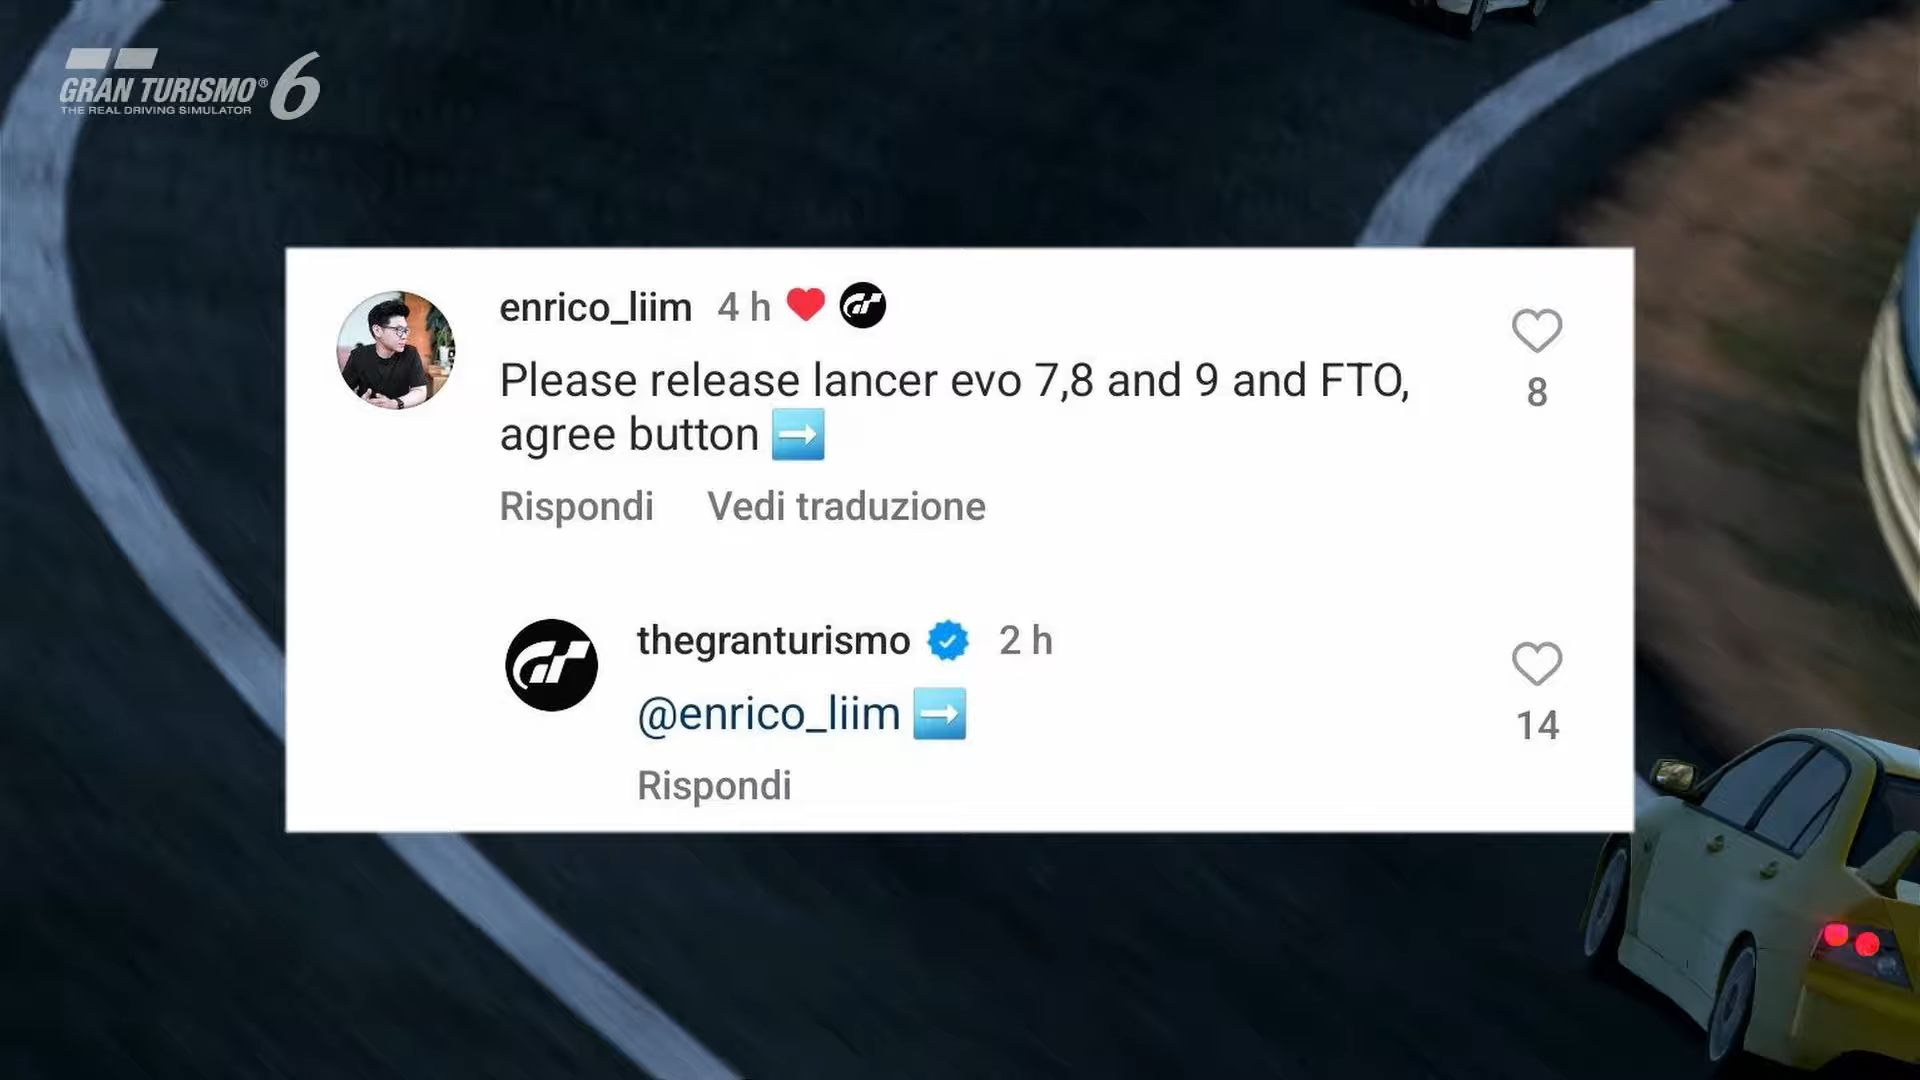 GRAN TURISMO® 6
THE REAL DRIVING SIMULATOR
enrico_liim 4 h ❤️ GT
Please release lancer evo 7,8 and 9 and FTO,
agree button ➡️
8
Rispondi Vedi traduzione
thegranturismo 2 h
@enrico_liim ➡️
14
Rispondi